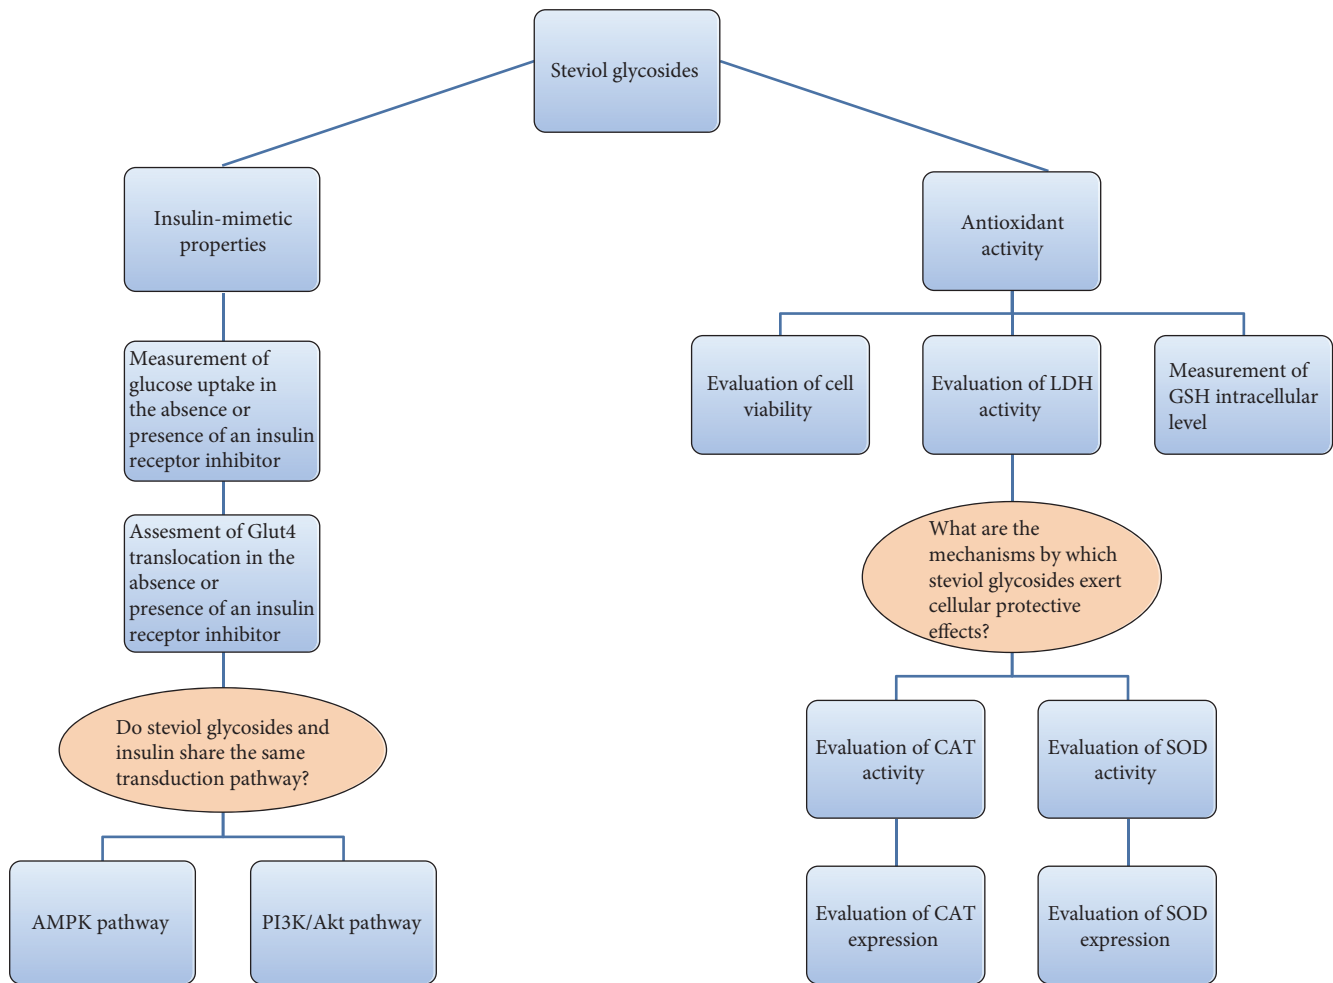 Steviol glycosides
Insulin-mimetic
properties
Antioxidant
activity
Measurement of
glucose uptake in
the absence or
presence of an insulin
receptor inhibitor
Evaluation of cell
viability
Evaluation of LDH
activity
Measurement of
GSH intracellular
level
Assesment of Glut4
translocation in the
absence or
presence of an insulin
receptor inhibitor
What are the
mechanisms by which
steviol glycosides exert
cellular protective
effects?
Do steviol glycosides and
insulin share the same
transduction pathway?
Evaluation of CAT
activity
Evaluation of SOD
activity
AMPK pathway
PI3K/Akt pathway
Evaluation of CAT
expression
Evaluation of SOD
expression